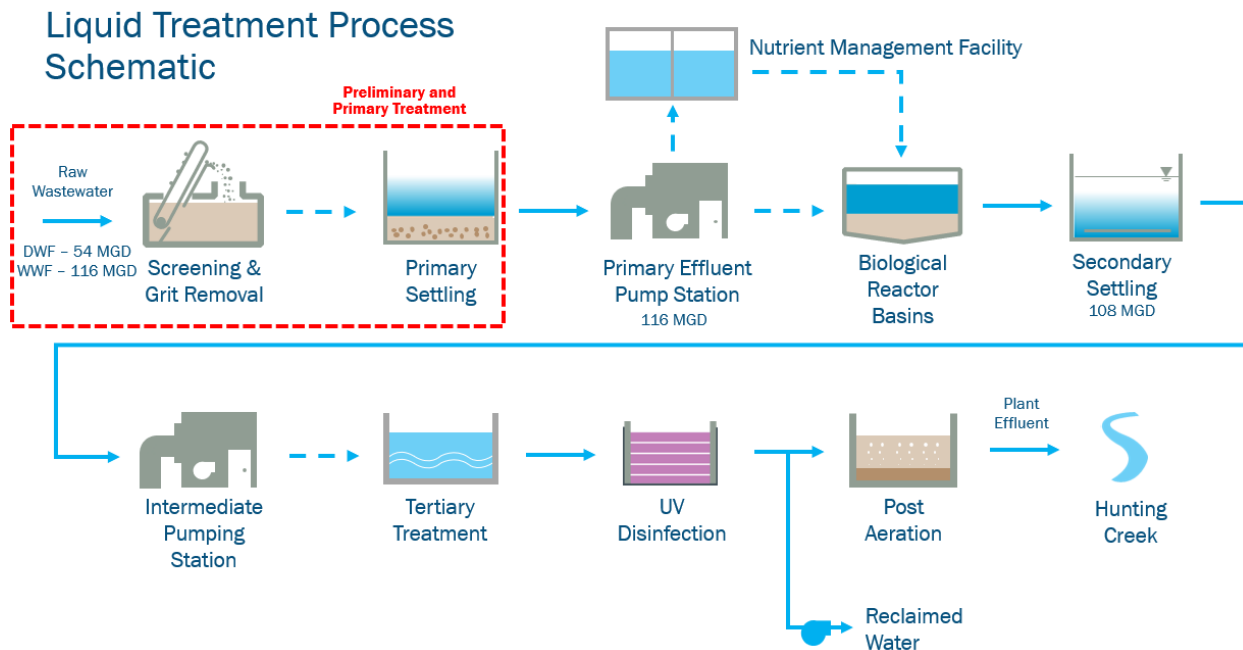 Liquid Treatment Process
Schematic
Preliminary and
Primary Treatment
Nutrient Management Facility
Raw
Wastewater
DWF – 54 MGD
WWF – 116 MGD
Screening &
Grit Removal
Primary
Settling
Primary Effluent
Pump Station
116 MGD
Biological
Reactor
Basins
Secondary
Settling
108 MGD
Intermediate
Pumping
Station
Tertiary
Treatment
UV
Disinfection
Post
Aeration
Plant
Effluent
Hunting
Creek
Reclaimed
Water